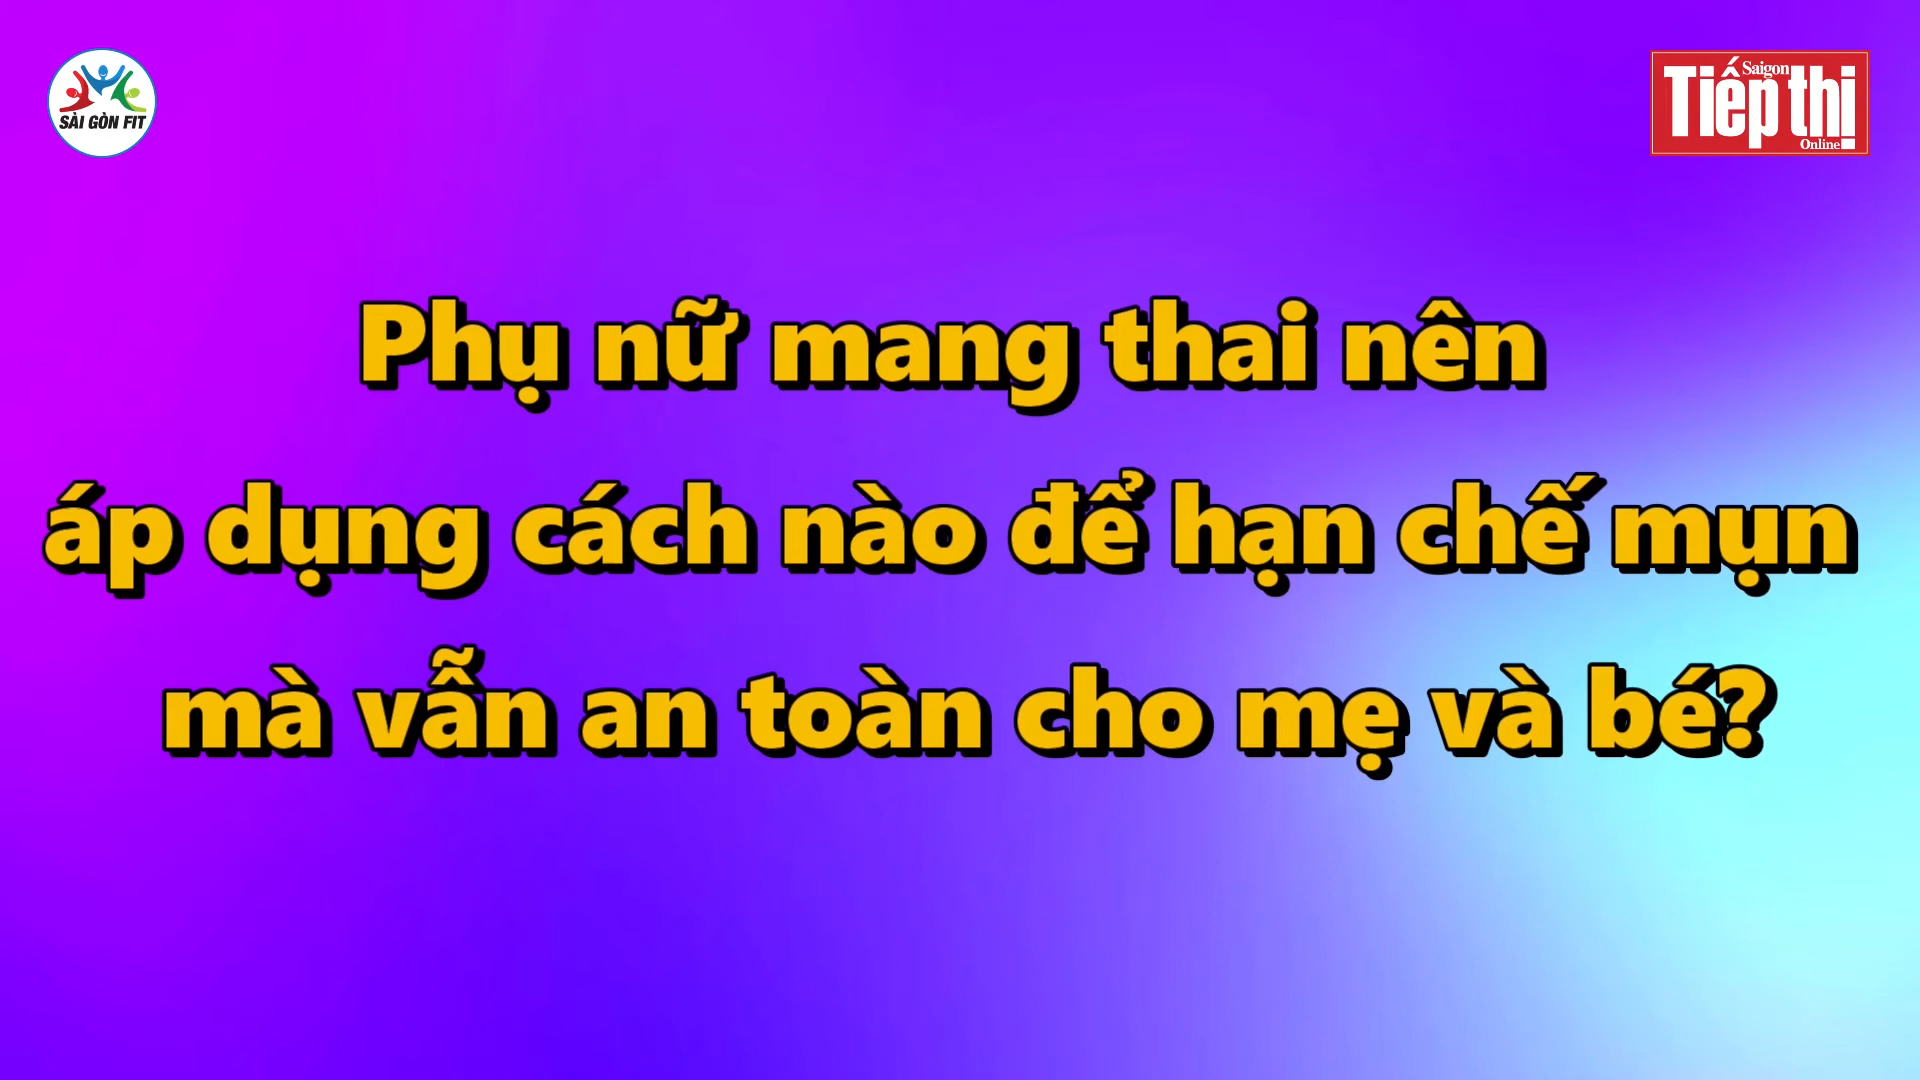 SÀI GÒN FIT
Saigon
Tiếp thị
Online
Phụ nữ mang thai nên
áp dụng cách nào để hạn chế mụn
mà vẫn an toàn cho mẹ và bé?